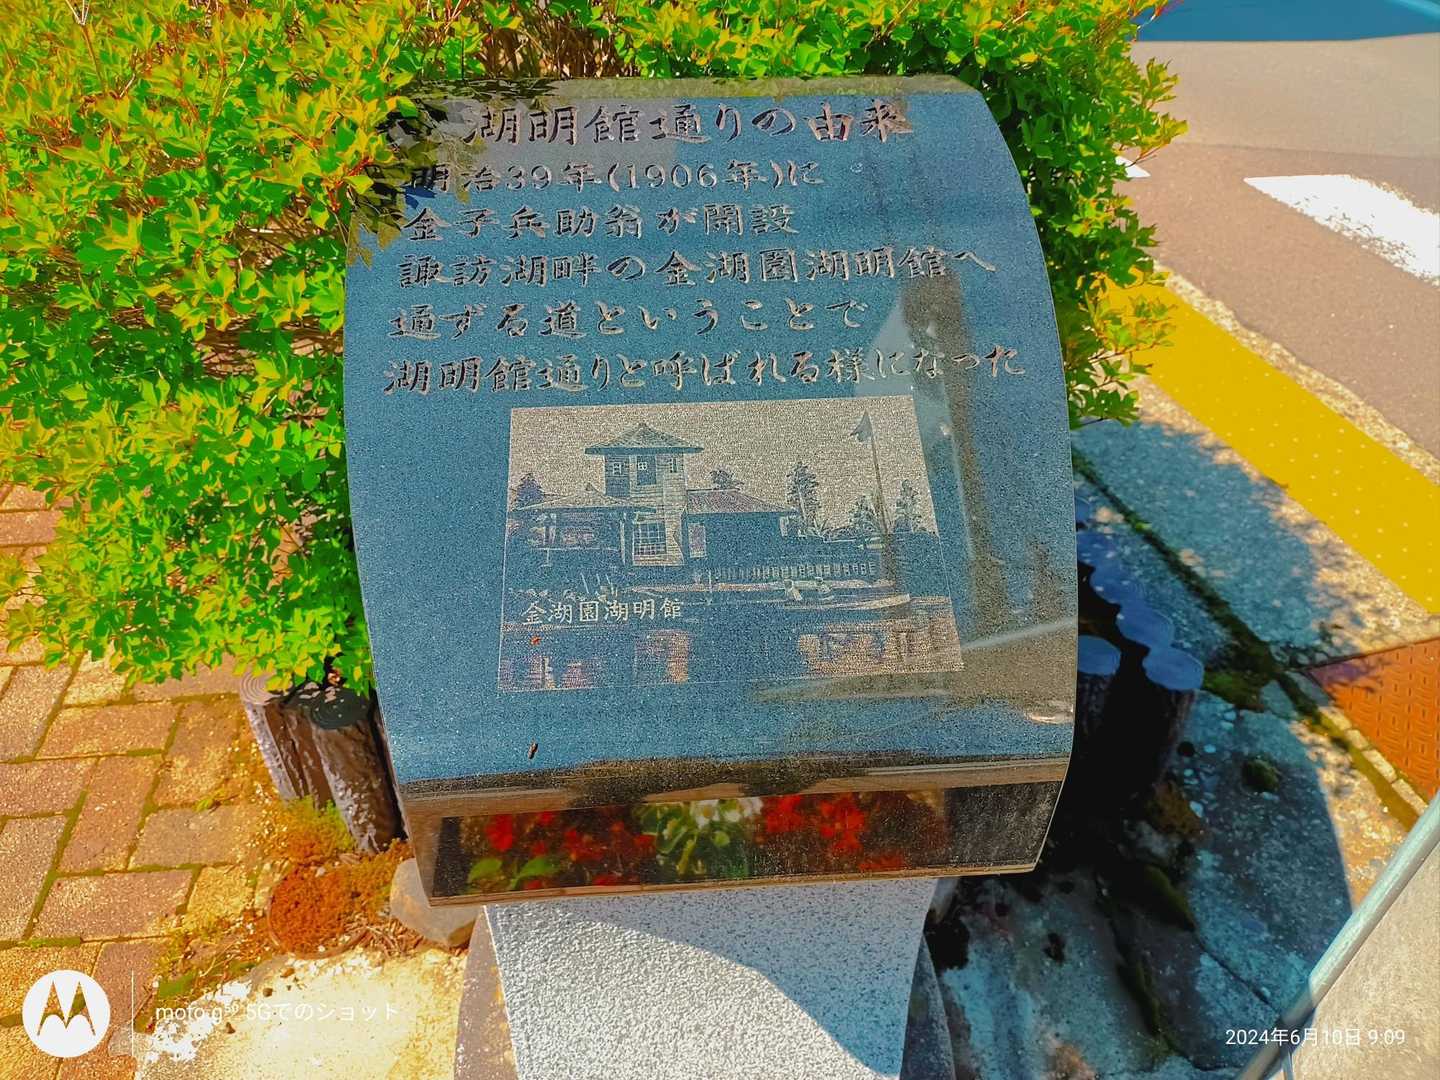 湖明館通りの由来
明治39年(1906年)に
金子兵助翁が開設
諏訪湖畔の金湖園湖明館へ
通ずる道ということで
湖明館通りと呼ばれる様になった
金湖園湖明館
moto g⁵³ 5Gでのショット
2024年6月10日 9:09